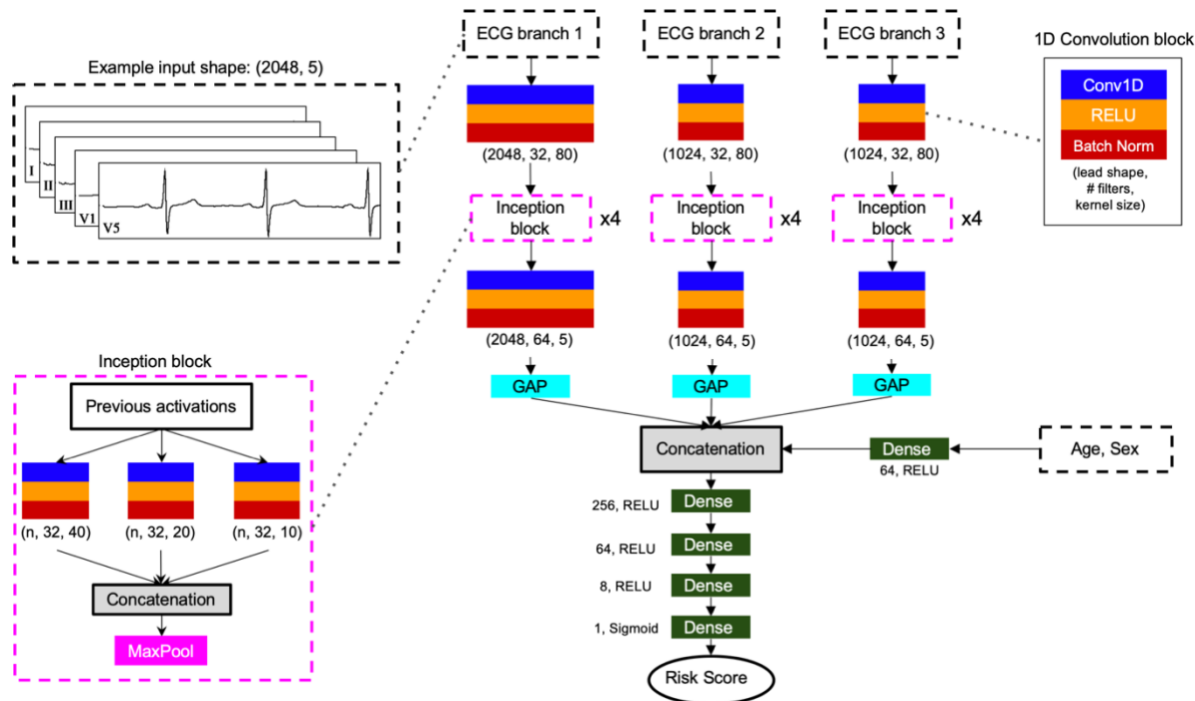 ECG branch 1
ECG branch 2
ECG branch 3
1D Convolution block
Example input shape: (2048, 5)
I
II
III
V1
V5
Conv1D
RELU
Batch Norm
(lead shape,
# filters,
kernel size)
(2048, 32, 80)
(1024, 32, 80)
(1024, 32, 80)
Inception
block
x4
Inception
block
x4
Inception
block
x4
(2048, 64, 5)
(1024, 64, 5)
(1024, 64, 5)
GAP
GAP
GAP
Inception block
Previous activations
(n, 32, 40)
(n, 32, 20)
(n, 32, 10)
Concatenation
MaxPool
Concatenation
Dense
64, RELU
Age, Sex
256, RELU
Dense
64, RELU
Dense
8, RELU
Dense
1, Sigmoid
Dense
Risk Score